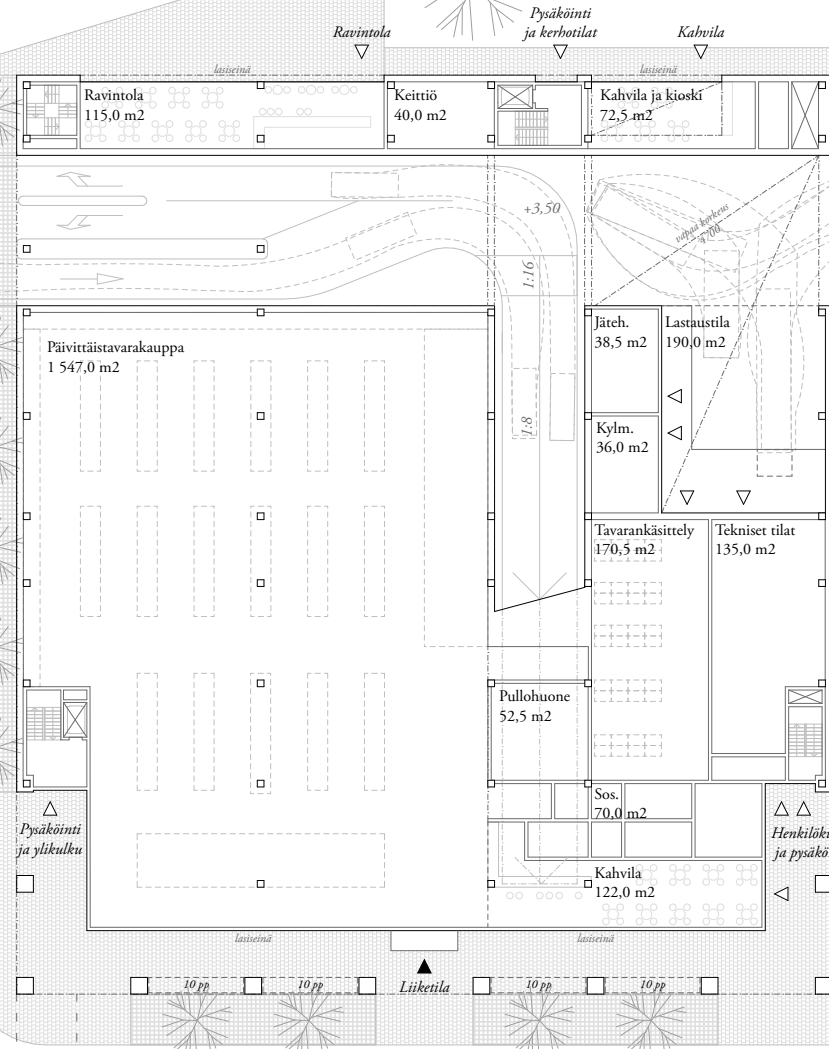 Pysäköinti
ja kerhotilat
Ravintola
Kahvila
lasiseinä
lasiseinä
Ravintola
115,0 m2
Keittiö
40,0 m2
Kahvila ja kioski
72,5 m2
+3,50
vapaa korkeus
1:16
Jäteh.
38,5 m2
Lastaustila
190,0 m2
Päivittäistavarakauppa
1 547,0 m2
1:8
Kylm.
36,0 m2
Tavarankäsittely
170,5 m2
Tekniset tilat
135,0 m2
Pullohuone
52,5 m2
Sos.
70,0 m2
Pysäköinti
ja ylikulku
Henkilöku
ja pysäkö
Kahvila
122,0 m2
lasiseinä
lasiseinä
10 pp
10 pp
Liiketila
10 pp
10 pp